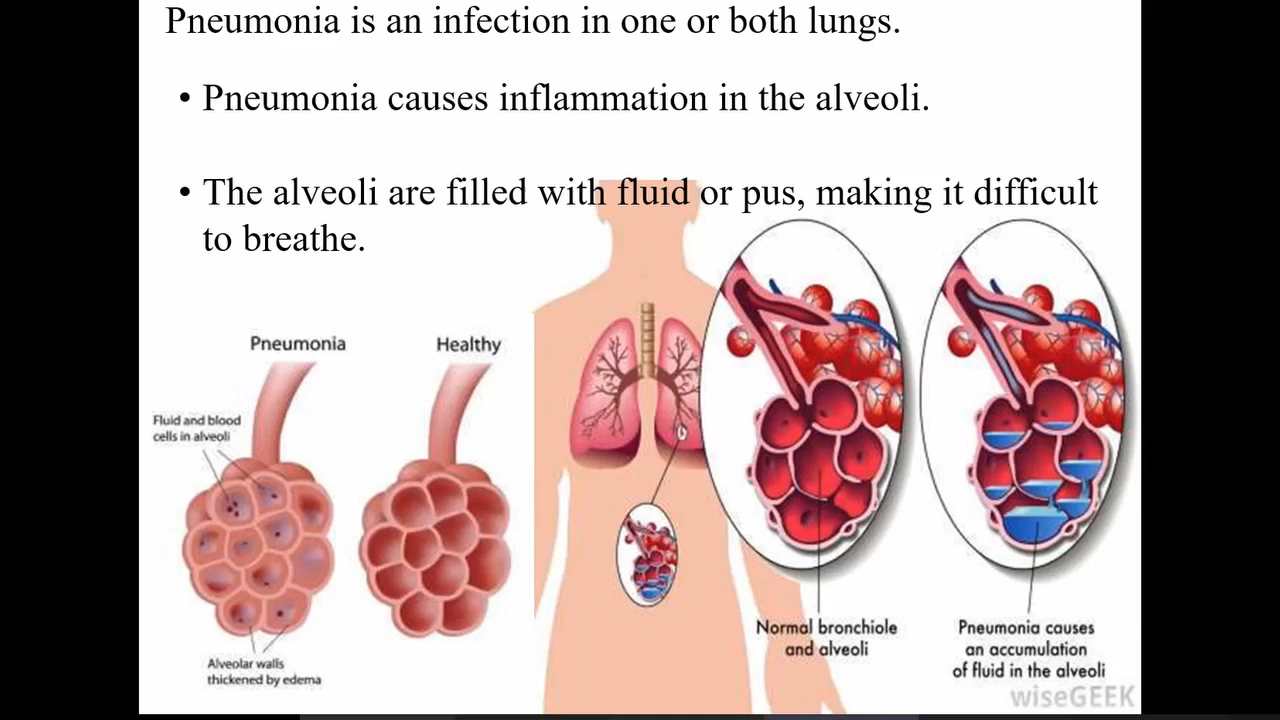 Pneumonia is an infection in one or both lungs.
• Pneumonia causes inflammation in the alveoli.
• The alveoli are filled with fluid or pus, making it difficult
to breathe.
Pneumonia
Healthy
Fluid and blood
cells in alveoli
Alveolar walls
thickened by edema
Normal bronchiole
and alveoli
Pneumonia causes
an accumulation
of fluid in the alveoli
wiseGEEK